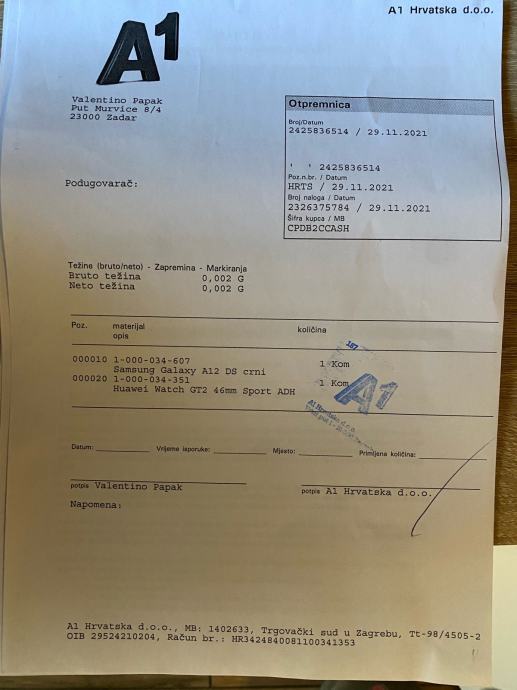 A1 Hrvatska d.o.o.
A1
Valentino Papak
Put Murvice 8/4
23000 Zadar
Otpremnica
Broj/Datum
2425836514 / 29.11.2021
' ' 2425836514
Poz.n.br. / Datum
HRTS / 29.11.2021
Broj naloga / Datum
2326375784 / 29.11.2021
Šifra kupca / MB
CPDB2CCASH
Podugovarač:
Težine (bruto/neto) - Zapremina - Markiranja
Bruto težina 0,002 G
Neto težina 0,002 G
Poz. materijal količina
opis
000010 1-000-034-607 1 Kom
Samsung Galaxy A12 DS crni
000020 1-000-034-351 1 Kom
Huawei Watch GT2 46mm Sport ADH
187
A1
A1 Hrvatska d.o.o.
Datum: Vrijeme isporuke: Mjesto: Primljena količina:
potpis Valentino Papak
potpis A1 Hrvatska d.o.o.
Napomena:
A1 Hrvatska d.o.o., MB: 1402633, Trgovački sud u Zagrebu, Tt-98/4505-2
OIB 29524210204, Račun br.: HR3424840081100341353